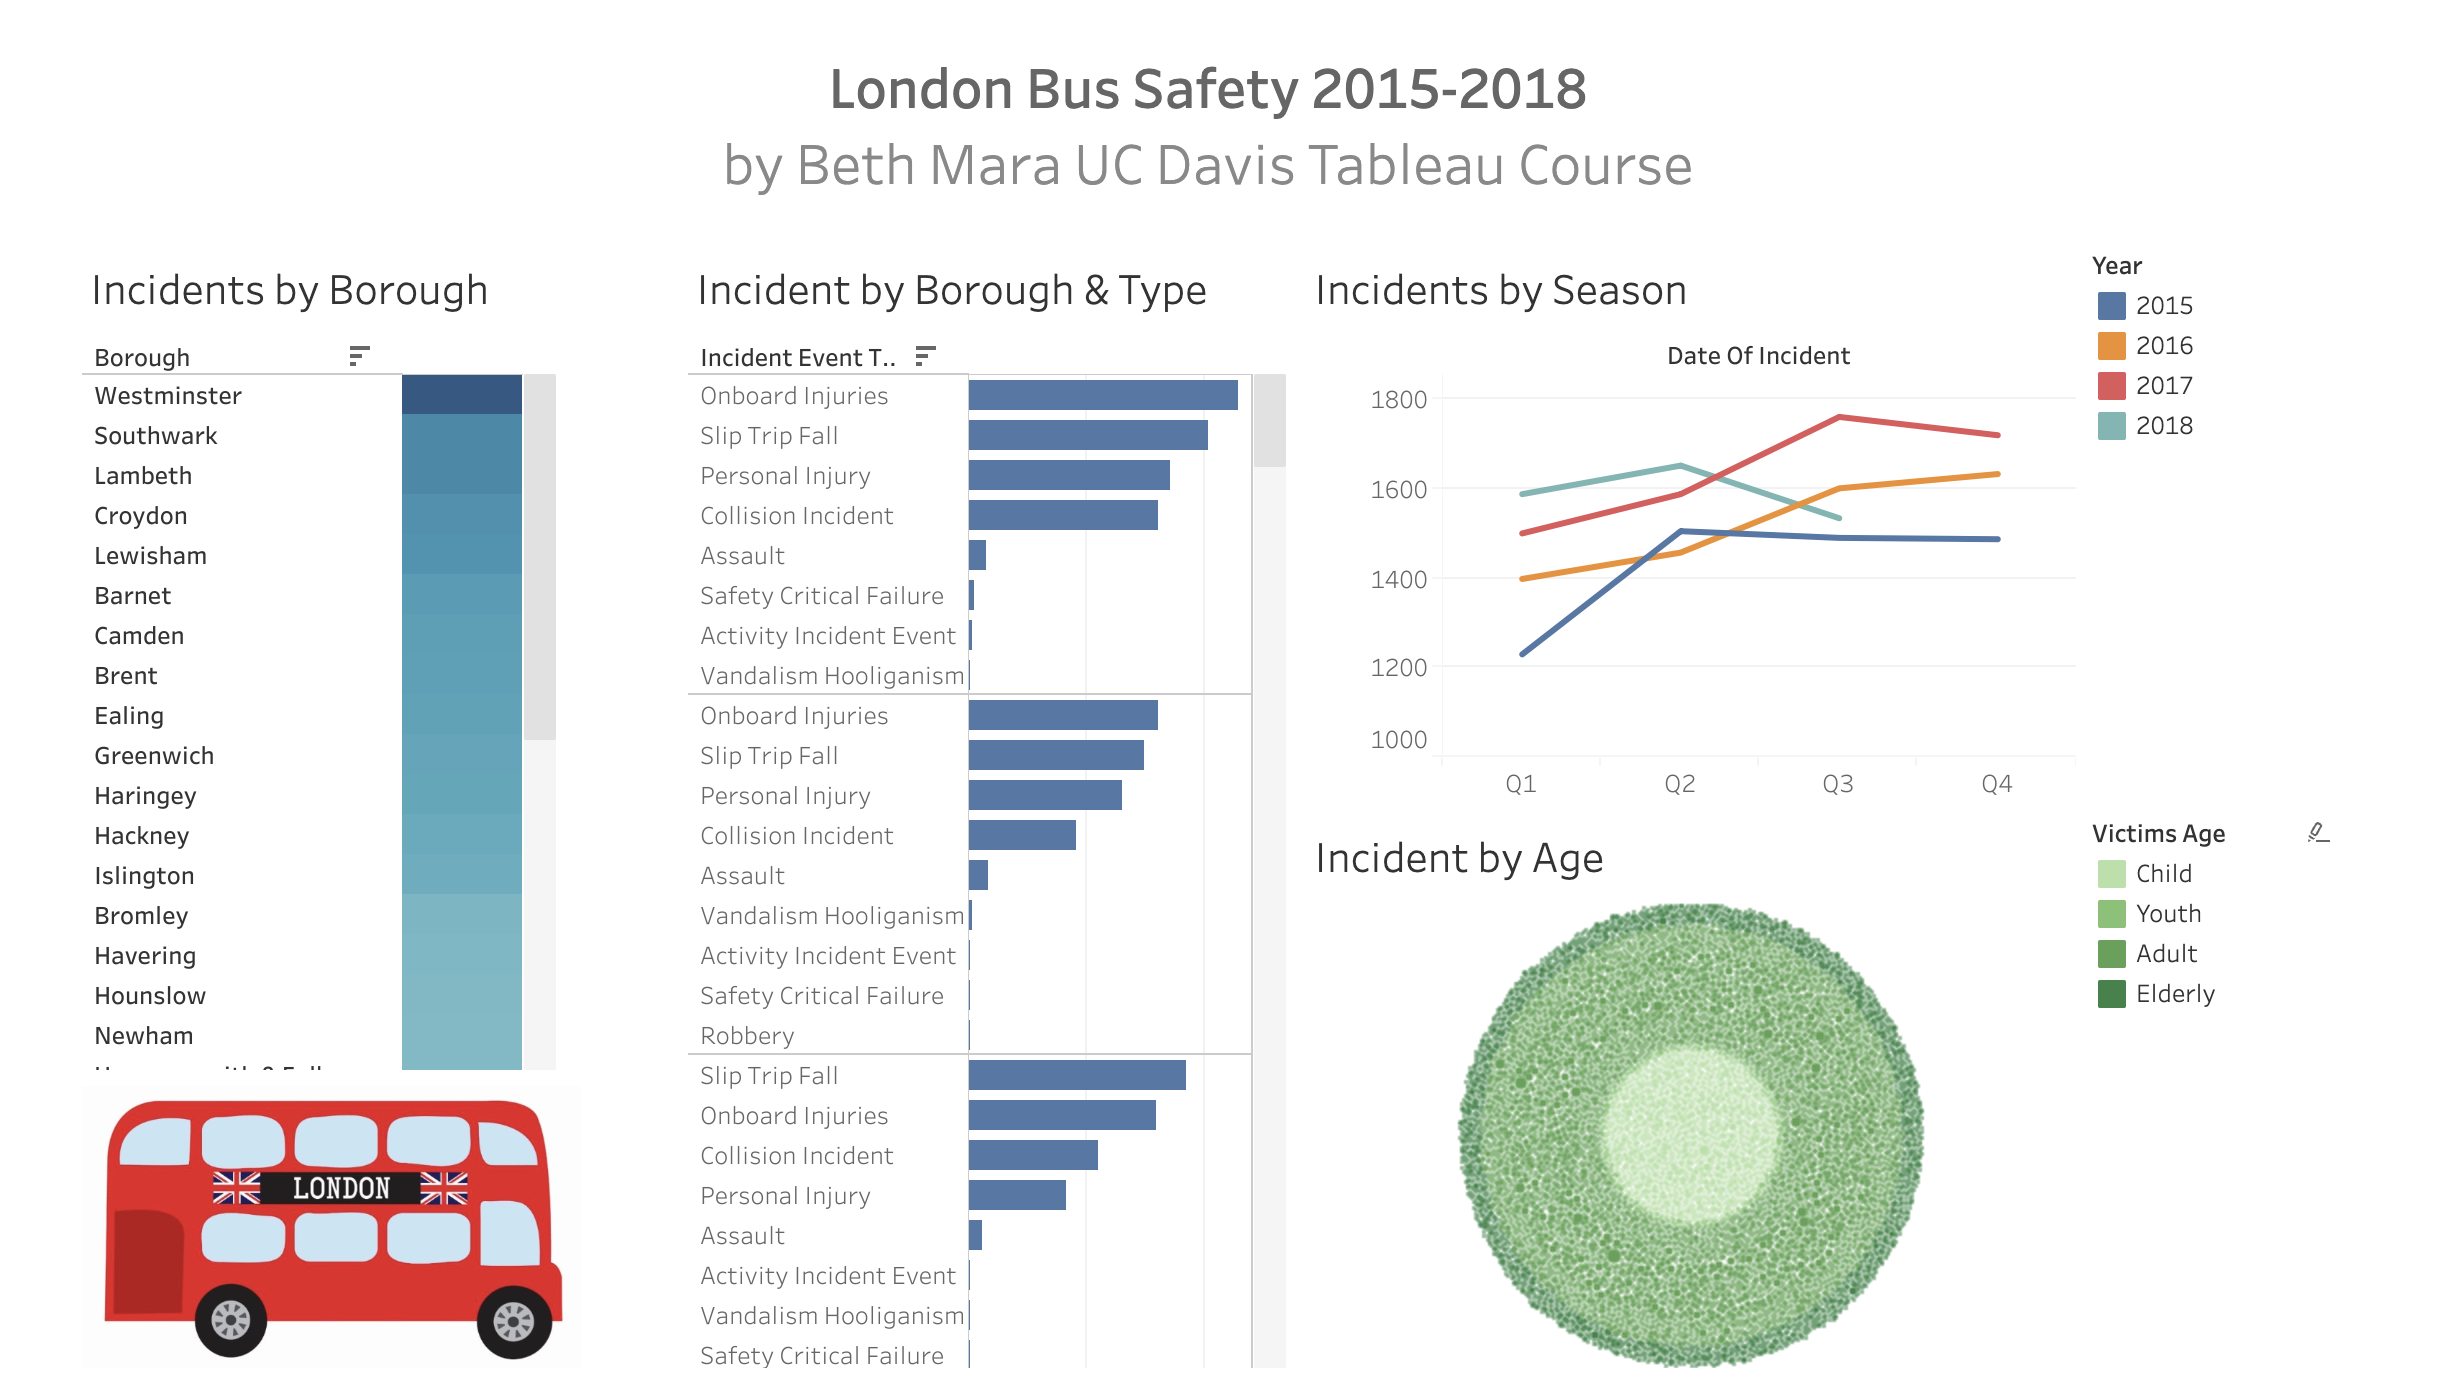 London Bus Safety 2015-2018
by Beth Mara UC Davis Tableau Course
Incidents by Borough
Borough
Westminster
Southwark
Lambeth
Croydon
Lewisham
Barnet
Camden
Brent
Ealing
Greenwich
Haringey
Hackney
Islington
Bromley
Havering
Hounslow
Newham
LONDON
Incident by Borough & Type
Incident Event T..
Onboard Injuries
Slip Trip Fall
Personal Injury
Collision Incident
Assault
Safety Critical Failure
Activity Incident Event
Vandalism Hooliganism
Onboard Injuries
Slip Trip Fall
Personal Injury
Collision Incident
Assault
Vandalism Hooliganism
Activity Incident Event
Safety Critical Failure
Robbery
Slip Trip Fall
Onboard Injuries
Collision Incident
Personal Injury
Assault
Activity Incident Event
Vandalism Hooliganism
Safety Critical Failure
Incidents by Season
Date Of Incident
1800
1600
1400
1200
1000
Q1 Q2 Q3 Q4
Year
2015
2016
2017
2018
Incident by Age
Victims Age
Child
Youth
Adult
Elderly